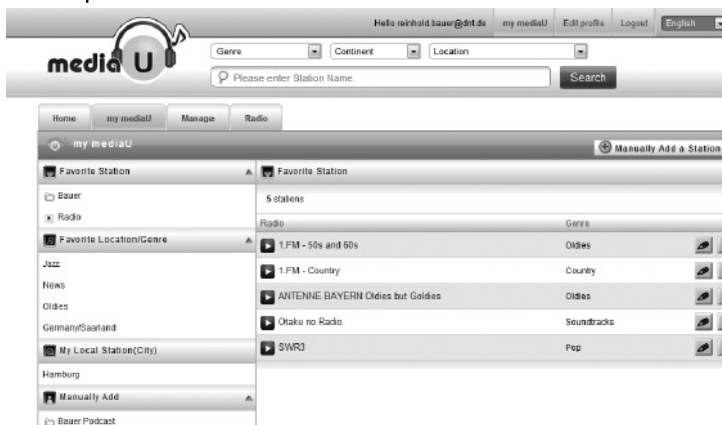 Hello reinhold.bauer@dnt.de my mediaU Edit profile Logout English
media U
Genre Continent Location
Please enter Station Name. Search
Home my mediaU Manage Radio
my mediaU Manually Add a Station
Favorite Station
Bauer
Radio
Favorite Location/Genre
Jazz
News
Oldies
Germany/Saarland
My Local Station(City)
Hamburg
Manually Add
Bauer Podcast
Favorite Station
5 stations
Radio Genre
1.FM - 50s and 60s Oldies
1.FM - Country Country
ANTENNE BAYERN Oldies but Goldies Oldies
Otaku no Radio Soundtracks
SWR3 Pop